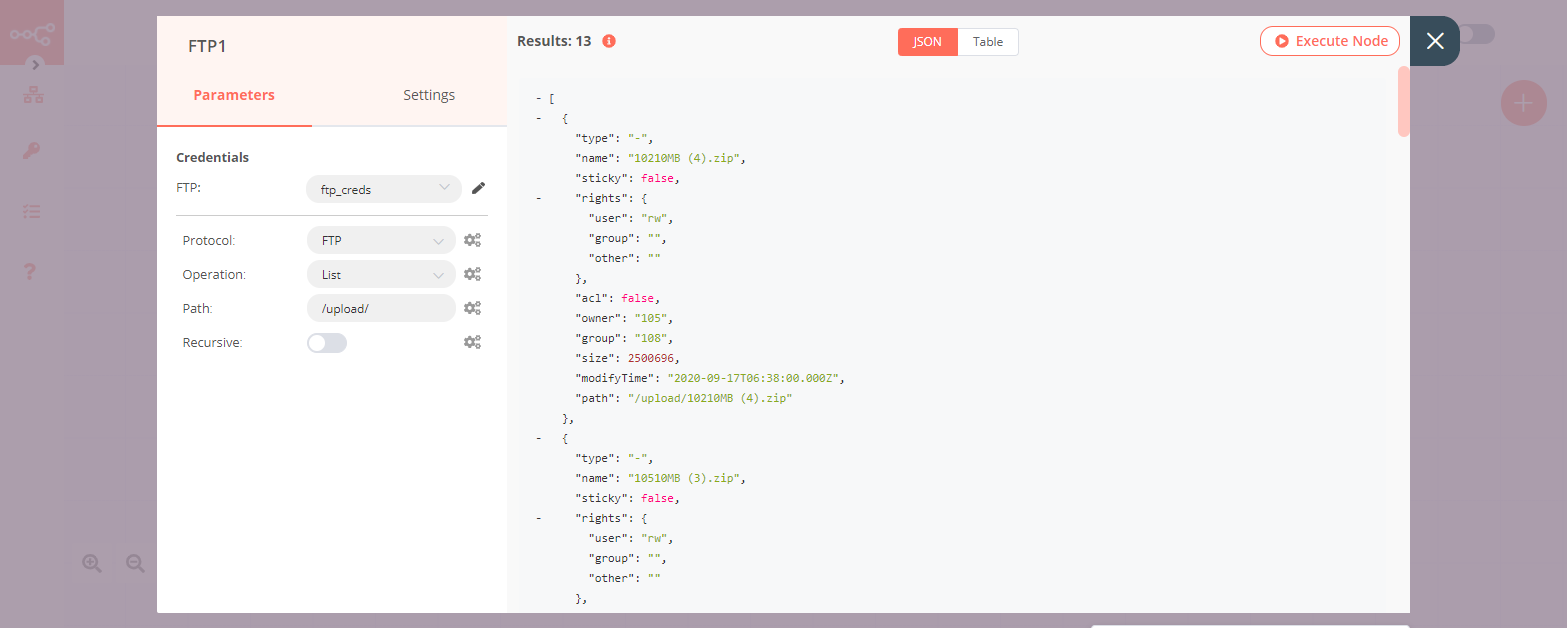 FTP1
Parameters
Settings
Credentials
FTP:
ftp_creds
Protocol:
FTP
Operation:
List
Path:
/upload/
Recursive:
Results: 13
JSON
Table
Execute Node
- [
- {
"type": "-",
"name": "10210MB (4).zip",
"sticky": false,
- "rights": {
"user": "rw",
"group": "",
"other": ""
},
"acl": false,
"owner": "105",
"group": "108",
"size": 2500696,
"modifyTime": "2020-09-17T06:38:00.000Z",
"path": "/upload/10210MB (4).zip"
},
- {
"type": "-",
"name": "10510MB (3).zip",
"sticky": false,
- "rights": {
"user": "rw",
"group": "",
"other": ""
},